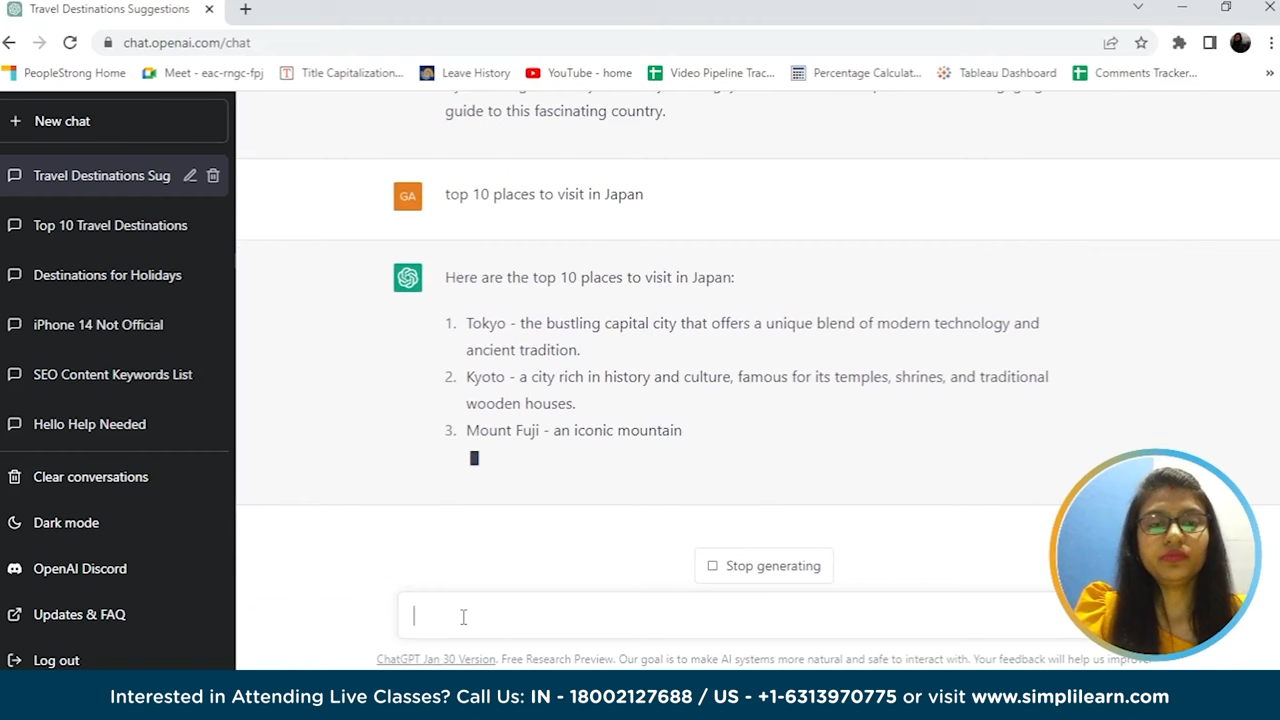 Travel Destinations Suggestions
chat.openai.com/chat
PeopleStrong Home
Meet - eac-rngc-fpj
Title Capitalization...
Leave History
YouTube - home
Video Pipeline Trac...
Percentage Calculat...
Tableau Dashboard
Comments Tracker...
»
New chat
Travel Destinations Sug
Top 10 Travel Destinations
Destinations for Holidays
iPhone 14 Not Official
SEO Content Keywords List
Hello Help Needed
Clear conversations
Dark mode
OpenAI Discord
Updates & FAQ
Log out
guide to this fascinating country.
GA
top 10 places to visit in Japan
Here are the top 10 places to visit in Japan:
1. Tokyo - the bustling capital city that offers a unique blend of modern technology and
ancient tradition.
2. Kyoto - a city rich in history and culture, famous for its temples, shrines, and traditional
wooden houses.
3. Mount Fuji - an iconic mountain
Stop generating
ChatGPT Jan 30 Version. Free Research Preview. Our goal is to make AI systems more natural and safe to interact with. Your feedback will help us improve
Interested in Attending Live Classes? Call Us: IN - 18002127688 / US - +1-6313970775 or visit www.simplilearn.com